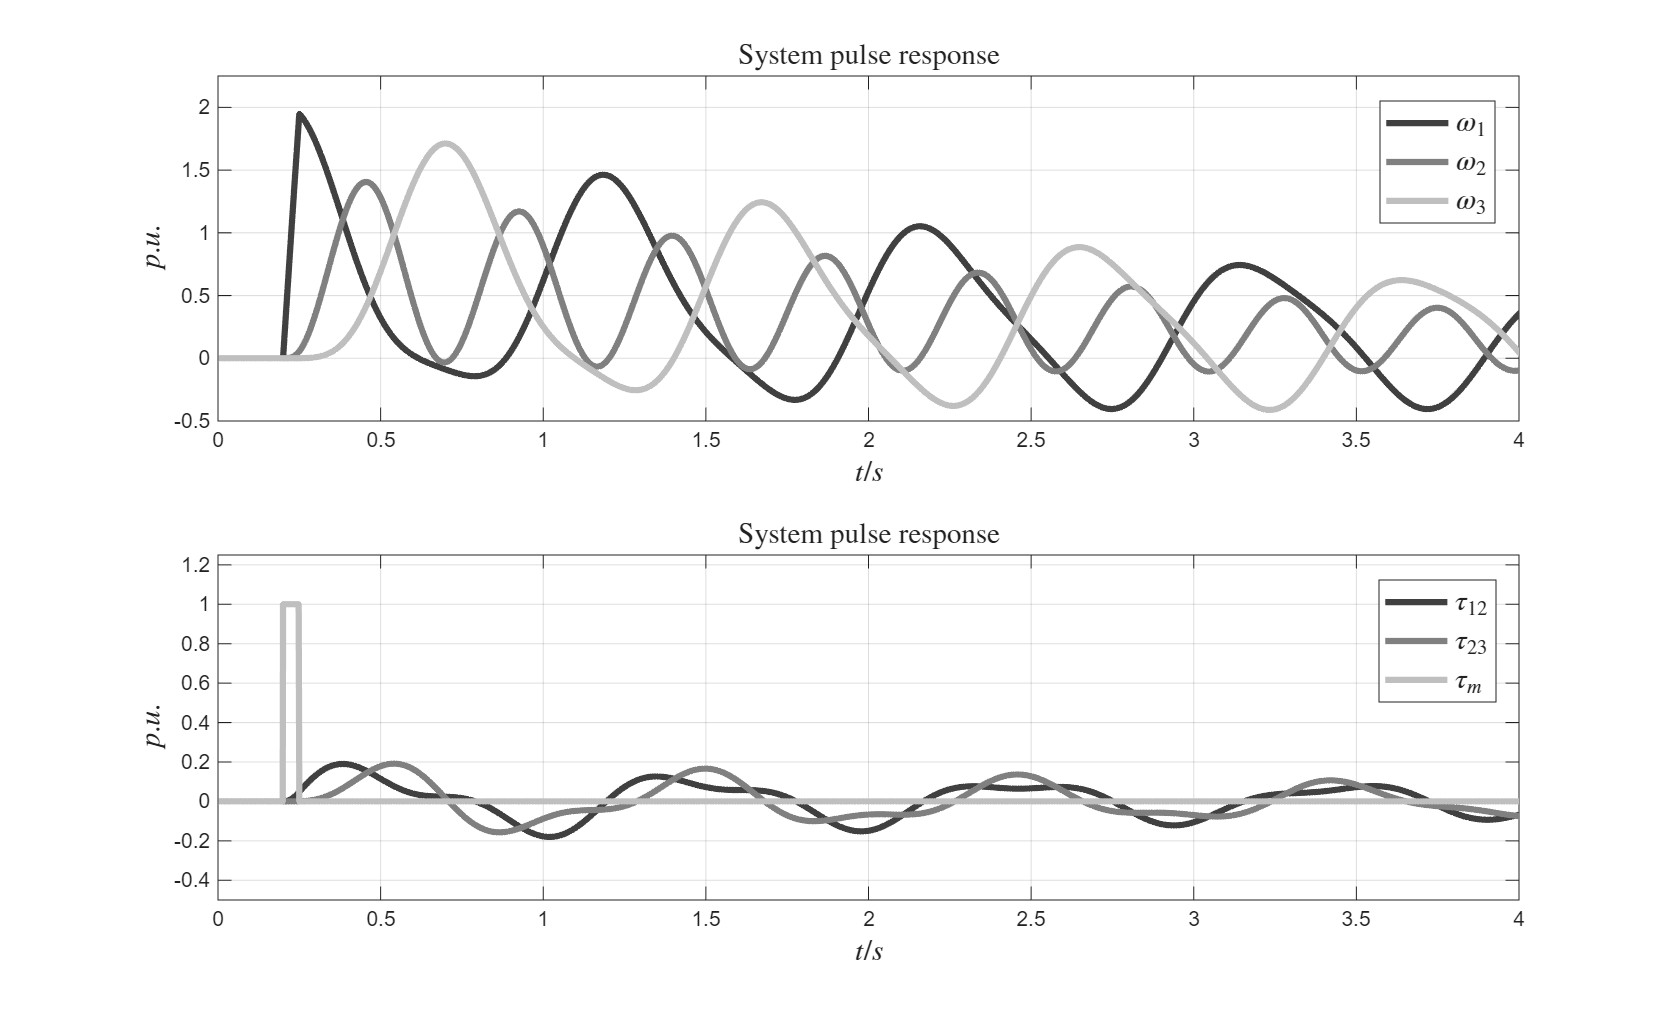 System pulse response
2
1.5
1
0.5
0
-0.5
p.u.
ω1
ω2
ω3
0 0.5 1 1.5 2 2.5 3 3.5 4
t/s
System pulse response
1.2
1
0.8
0.6
0.4
0.2
0
-0.2
-0.4
p.u.
τ12
τ23
τm
0 0.5 1 1.5 2 2.5 3 3.5 4
t/s